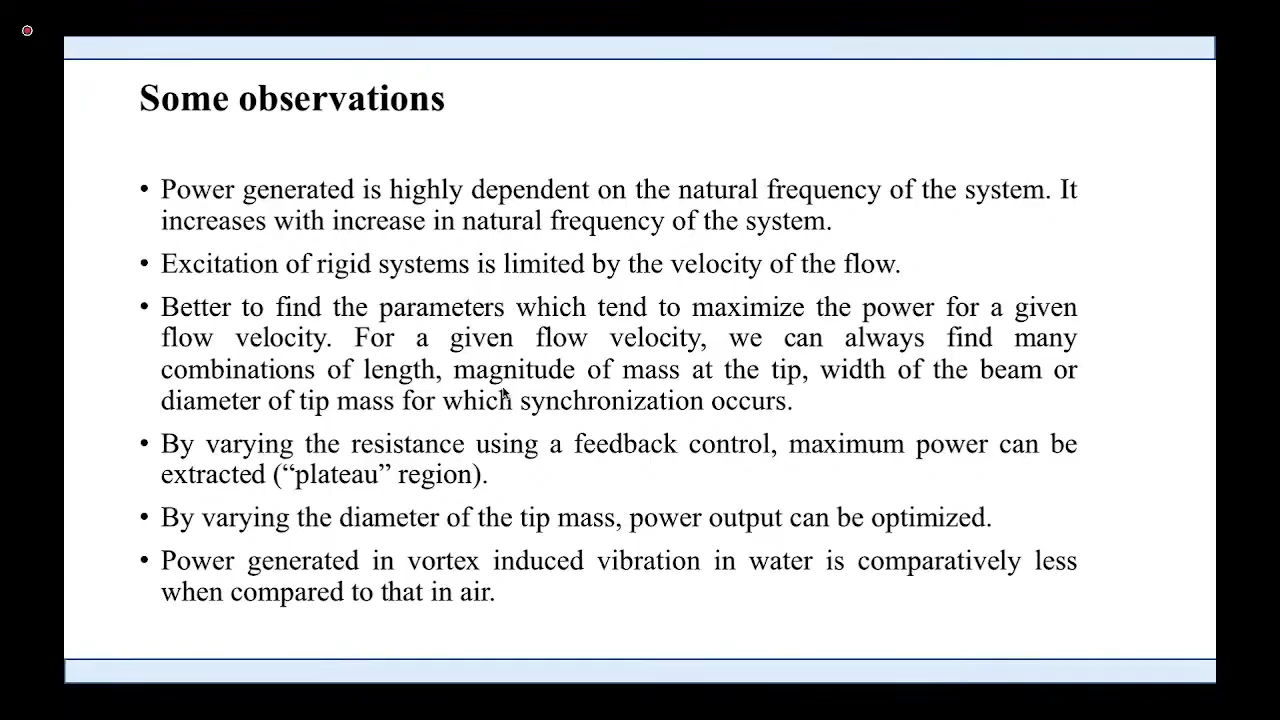 Some observations
• Power generated is highly dependent on the natural frequency of the system. It
increases with increase in natural frequency of the system.
• Excitation of rigid systems is limited by the velocity of the flow.
• Better to find the parameters which tend to maximize the power for a given
flow velocity. For a given flow velocity, we can always find many
combinations of length, magnitude of mass at the tip, width of the beam or
diameter of tip mass for which synchronization occurs.
• By varying the resistance using a feedback control, maximum power can be
extracted (“plateau” region).
• By varying the diameter of the tip mass, power output can be optimized.
• Power generated in vortex induced vibration in water is comparatively less
when compared to that in air.